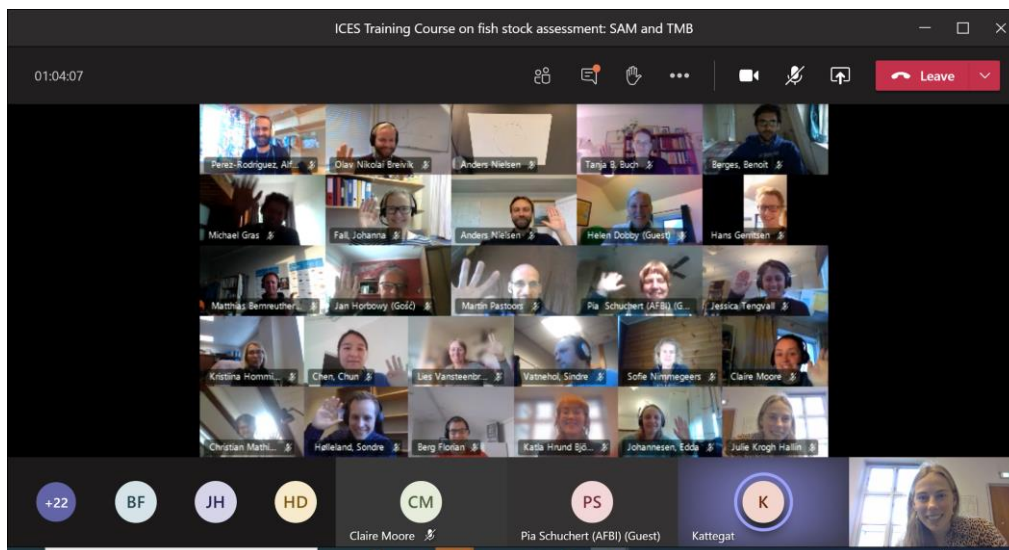 ICES Training Course on fish stock assessment: SAM and TMB
01:04:07
Leave
Perez-Rodriguez, Alf...
Olav Nikolai Breivik
Anders Nielsen
Tanja B. Buch
Berges, Benoit
Michael Gras
Fall, Johanna
Anders Nielsen
Helen Dobby (Guest)
Hans Gerritsen
Matthias Bernreuther...
Jan Horbowy (Gość)
Martin Pastoors
Pia Schuchert (AFBI) (G...
Jessica Tengvall
Kristiina Hommi...
Chen, Chun
Lies Vansteenbr...
Vatnehol, Sindre
Sofie Nimmegeers
Claire Moore
Christian Mathi...
Hølleland, Sondre
Berg Florian
Katla Hrund Bjö...
Johannesen, Edda
Julie Krogh Hallin
+22
BF
JH
HD
CM
PS
K
Claire Moore
Pia Schuchert (AFBI) (Guest)
Kattegat